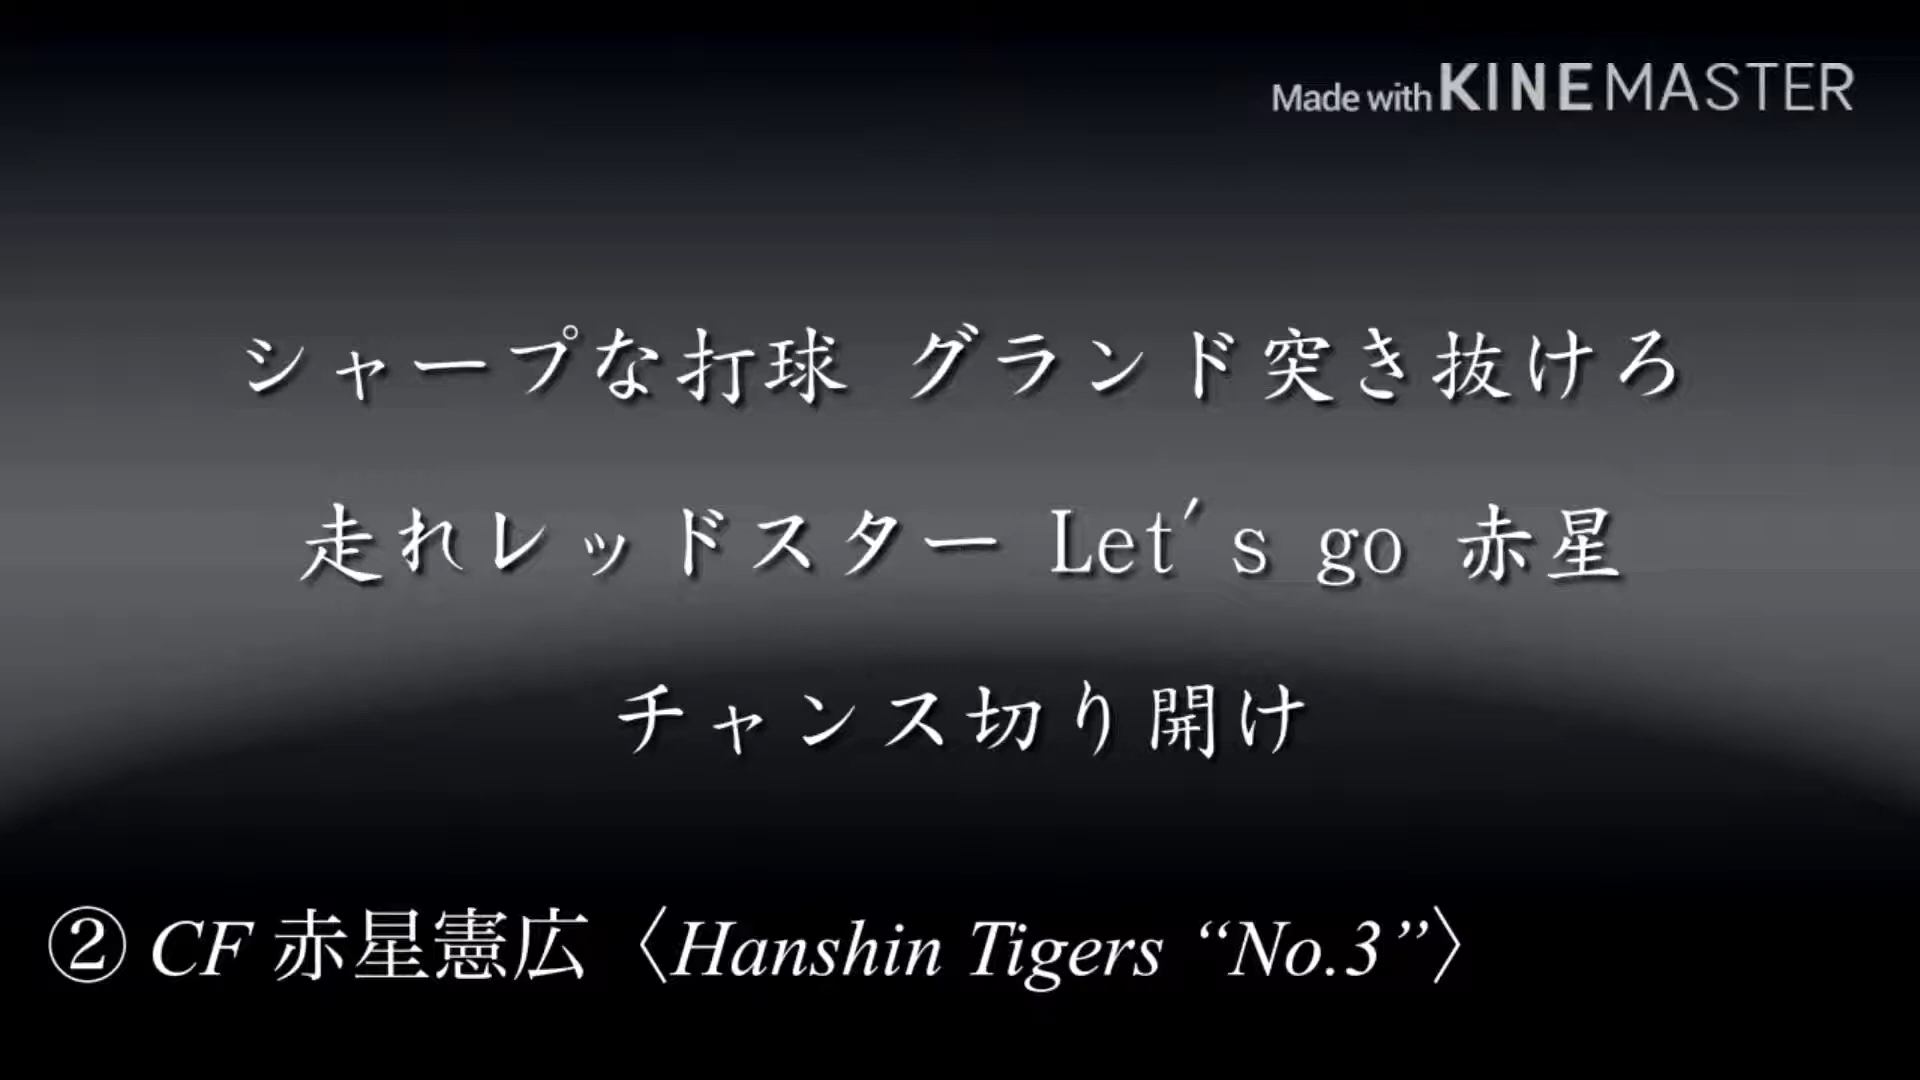 Made with KINEMASTER
シャープな打球 グランド突き抜けろ
走れレッドスター Let's go 赤星
チャンス切り開け
② CF 赤星憲広〈Hanshin Tigers “No.3”〉